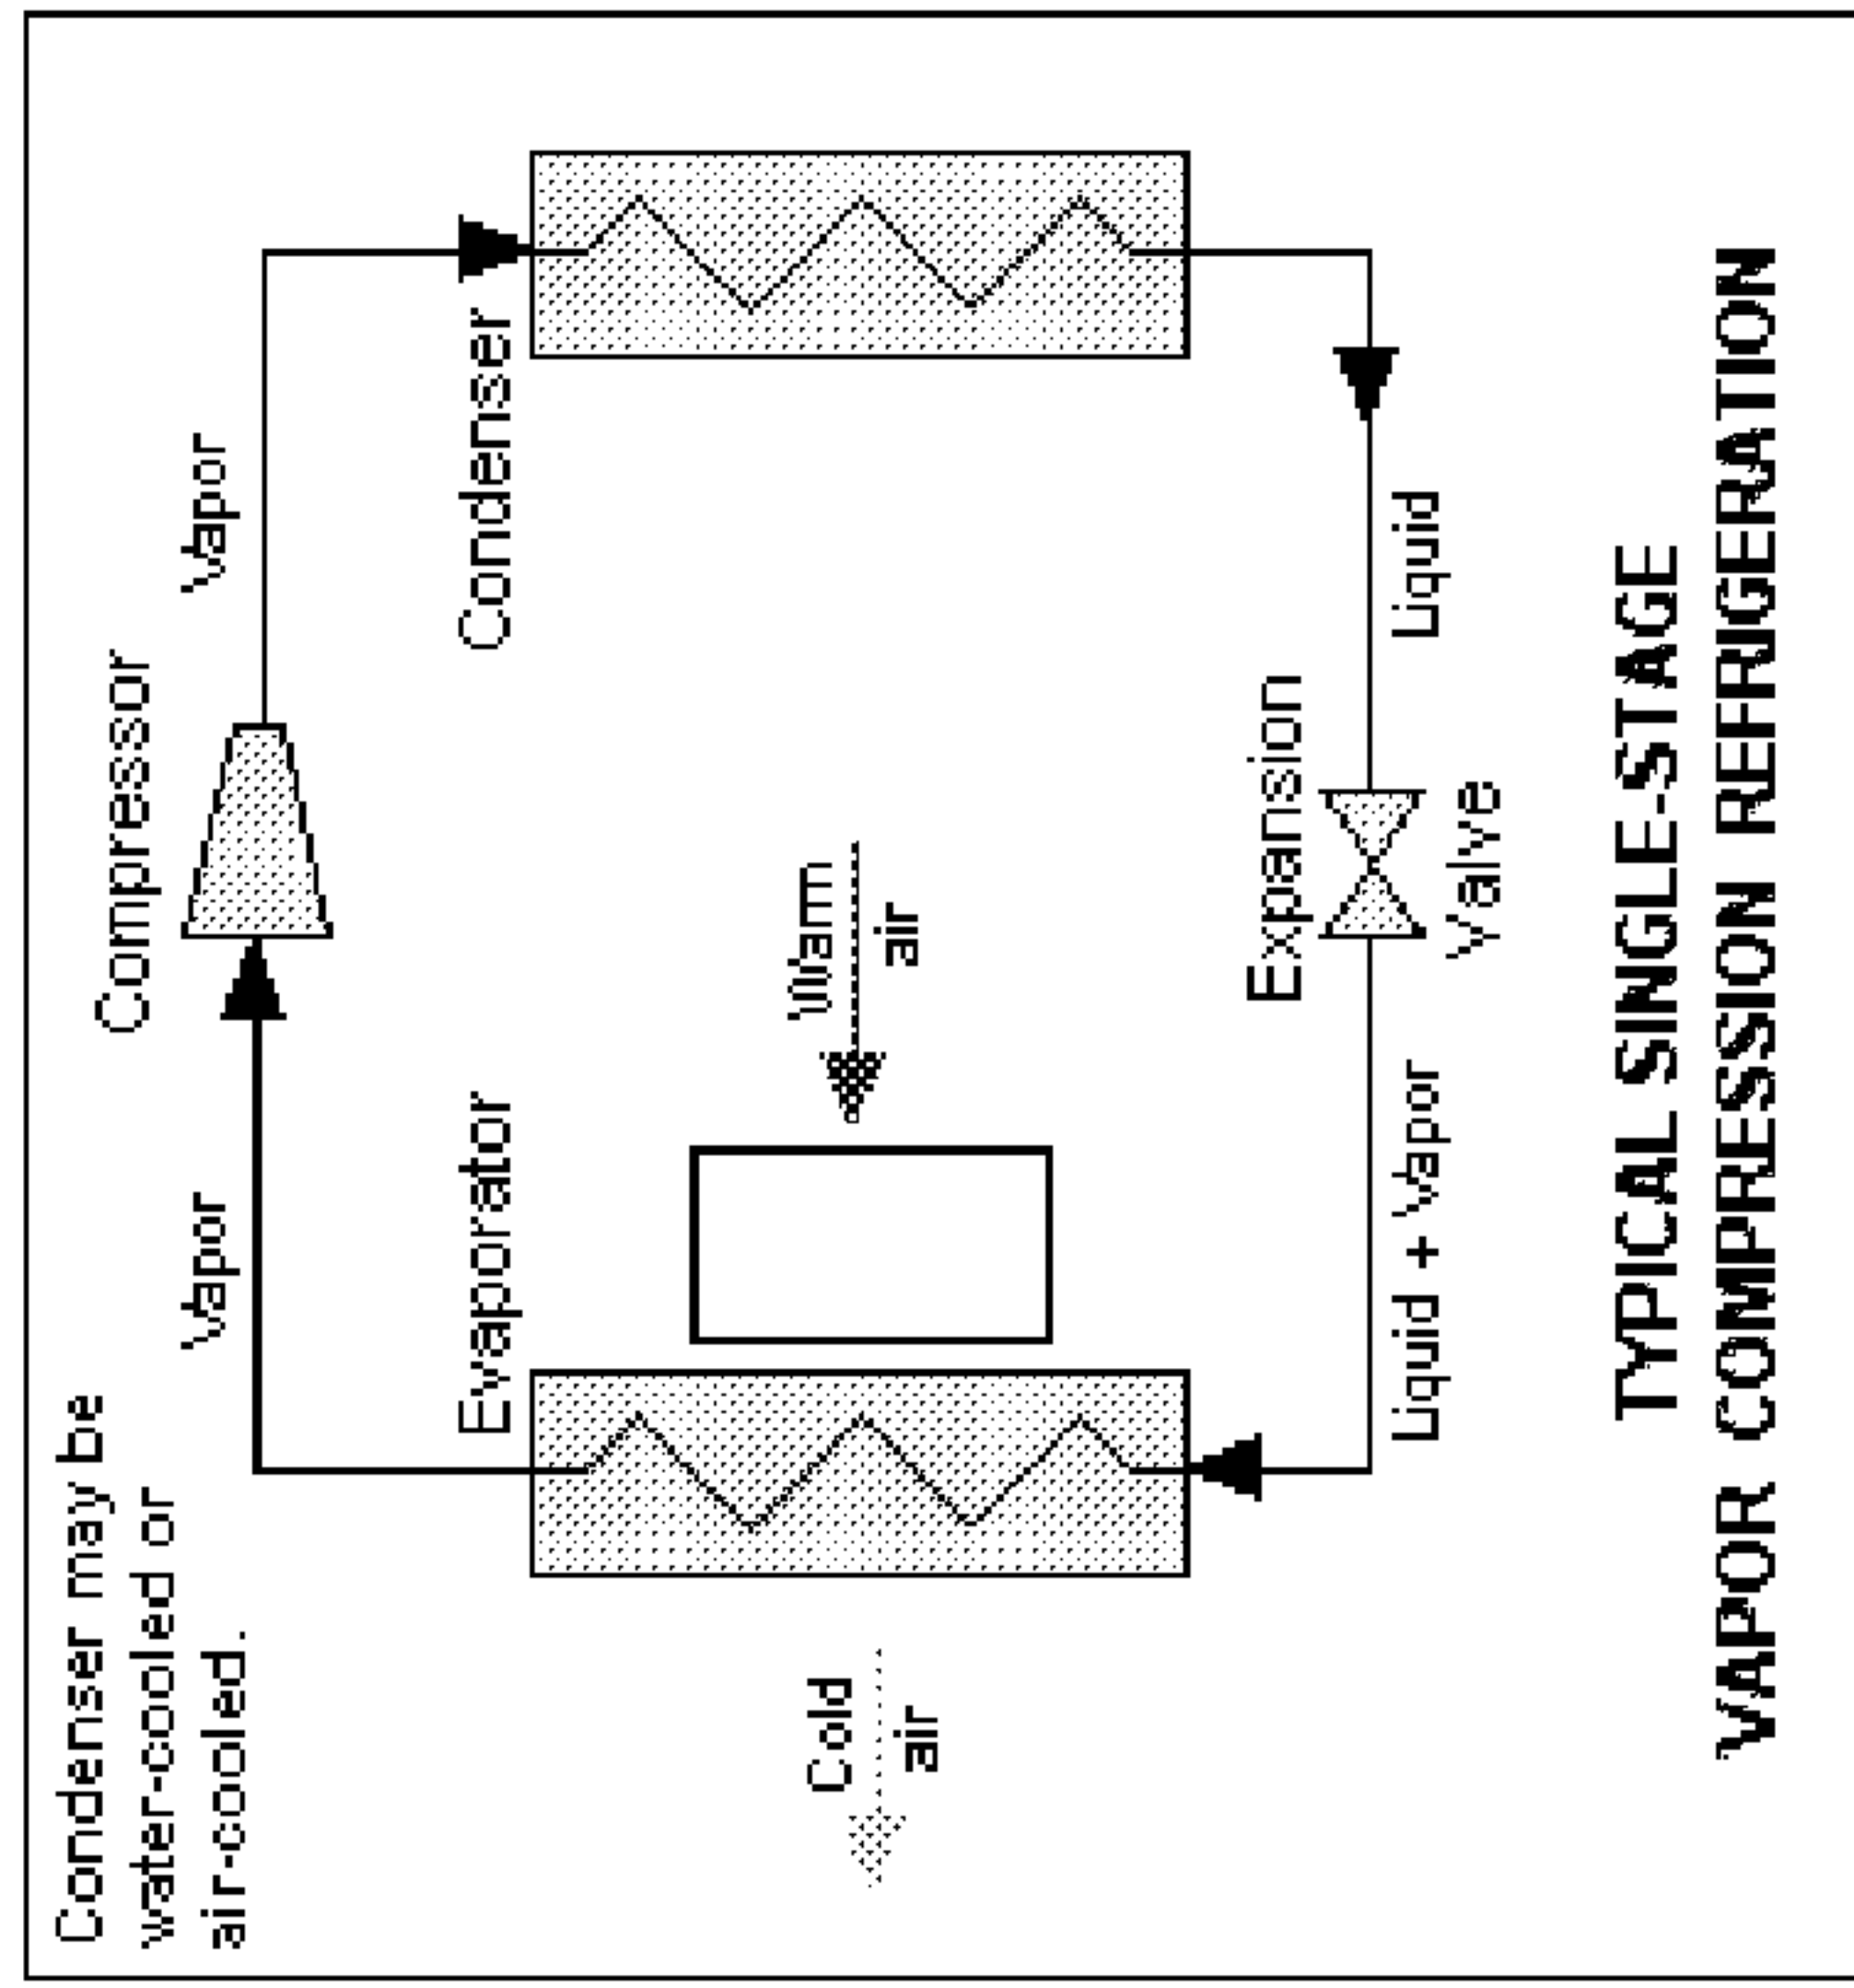 Condenser may be
water-cooled or
air-cooled.
Compressor
Vapor
Vapor
Evaporator
Condenser
Warm
air
Cold
air
Expansion
Valve
Liquid + Vapor
Liquid
TYPICAL SINGLE-STAGE
VAPOR COMPRESSION REFRIGERATION